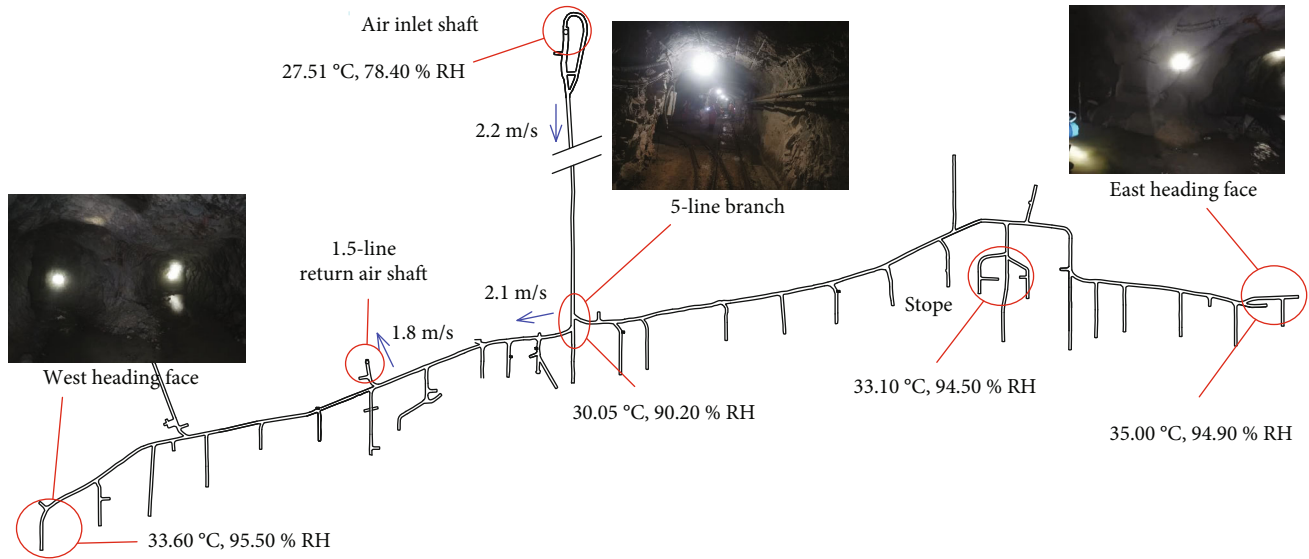 Air inlet shaft
27.51 °C, 78.40 % RH
2.2 m/s
5-line branch
East heading face
1.5-line
return air shaft
2.1 m/s
1.8 m/s
Stope
West heading face
33.10 °C, 94.50 % RH
30.05 °C, 90.20 % RH
35.00 °C, 94.90 % RH
33.60 °C, 95.50 % RH